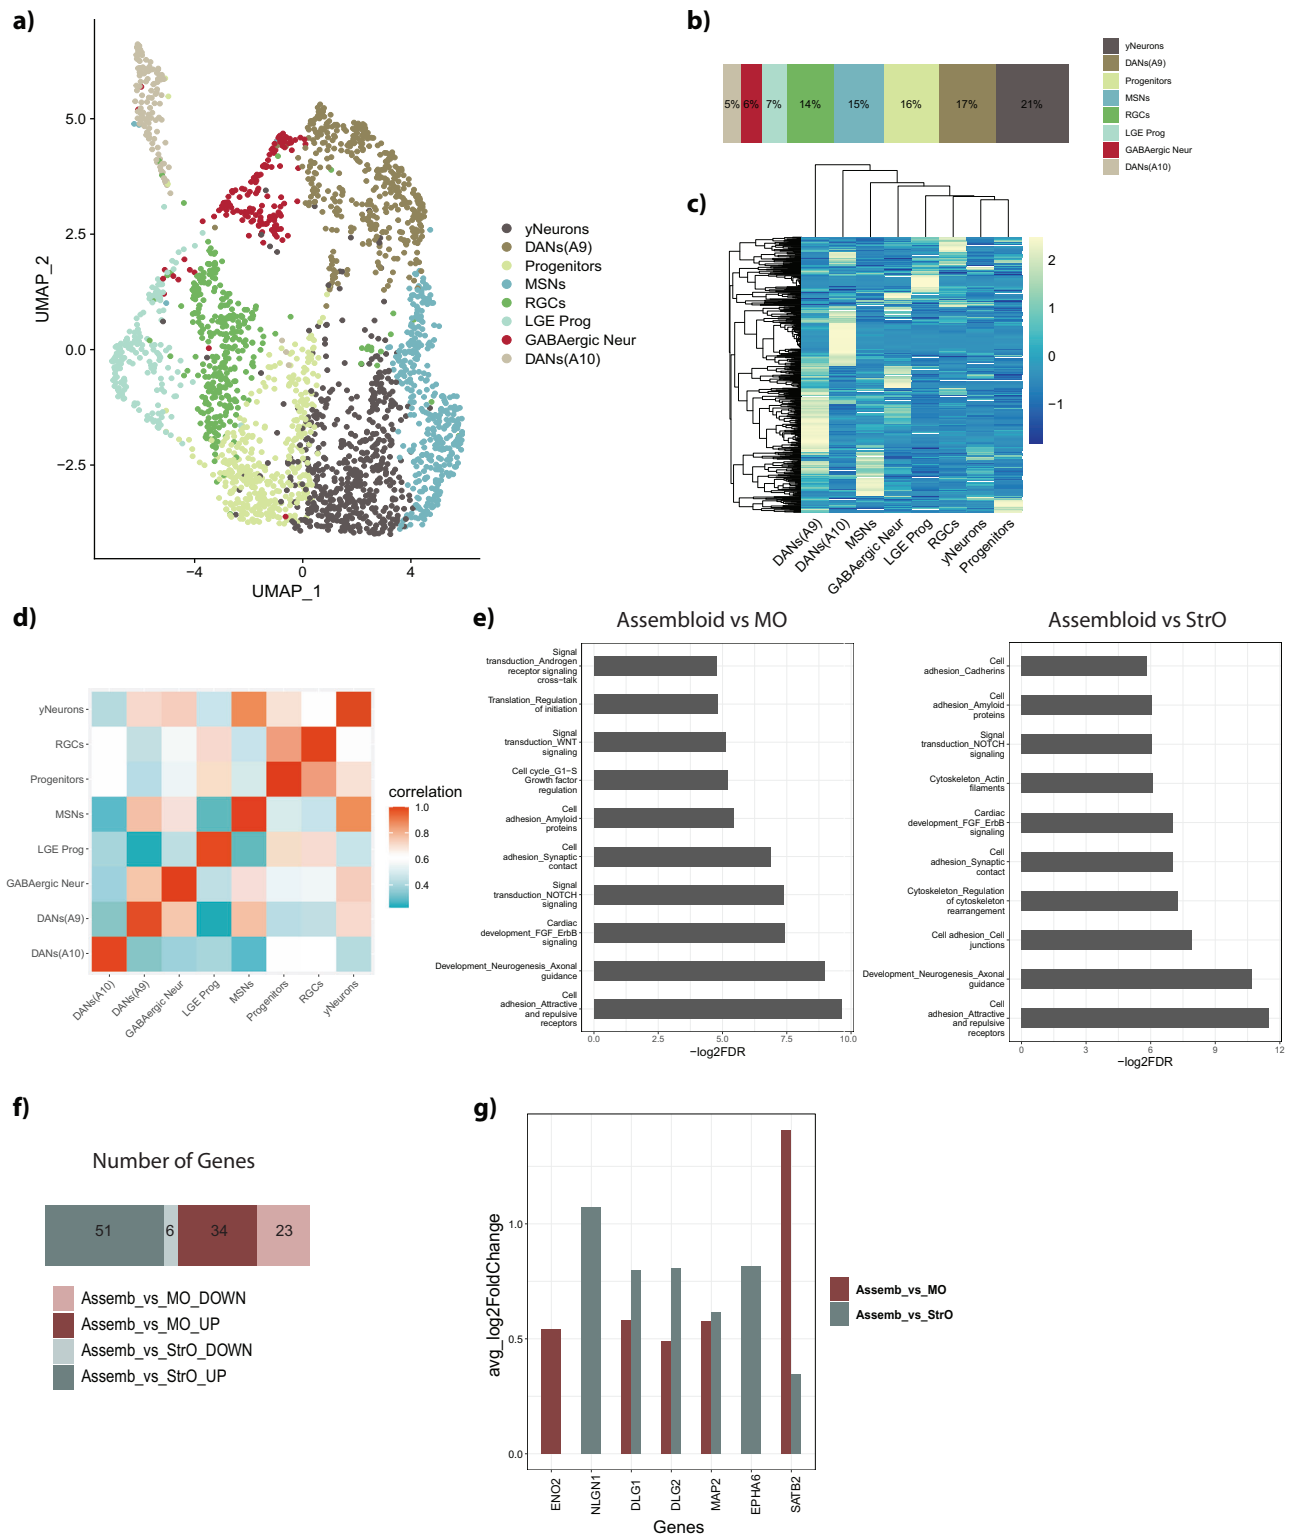 a)
5.0
2.5
0.0
−2.5
UMAP_2
−4
0
4
UMAP_1
yNeurons
DANs(A9)
Progenitors
MSNs
RGCs
LGE Prog
GABAergic Neur
DANs(A10)
b)
5% 6% 7% 14% 15% 16% 17% 21%
yNeurons
DANs(A9)
Progenitors
MSNs
RGCs
LGE Prog
GABAergic Neur
DANs(A10)
c)
2
1
0
−1
DANs(A9)
DANs(A10)
MSNs
GABAergic Neur
LGE Prog
RGCs
yNeurons
Progenitors
d)
yNeurons
RGCs
Progenitors
MSNs
LGE Prog
GABAergic Neur
DANs(A9)
DANs(A10)
DANs(A10)
DANs(A9)
GABAergic Neur
LGE Prog
MSNs
Progenitors
RGCs
yNeurons
correlation
1.0
0.8
0.6
0.4
e)
Assembloid vs MO
Signal
transduction_Androgen
receptor signaling
cross−talk
Translation_Regulation
of initiation
Signal
transduction_WNT
signaling
Cell cycle_G1−S
Growth factor
regulation
Cell
adhesion_Amyloid
proteins
Cell
adhesion_Synaptic
contact
Signal
transduction_NOTCH
signaling
Cardiac
development_FGF_ErbB
signaling
Development_Neurogenesis_Axonal
guidance
Cell
adhesion_Attractive
and repulsive
receptors
0.0 2.5 5.0 7.5 10.0
−log2FDR
Assembloid vs StrO
Cell
adhesion_Cadherins
Cell
adhesion_Amyloid
proteins
Signal
transduction_NOTCH
signaling
Cytoskeleton_Actin
filaments
Cardiac
development_FGF_ErbB
signaling
Cell
adhesion_Synaptic
contact
Cytoskeleton_Regulation
of cytoskeleton
rearrangement
Cell adhesion_Cell
junctions
Development_Neurogenesis_Axonal
guidance
Cell
adhesion_Attractive
and repulsive
receptors
0 3 6 9 12
−log2FDR
f)
Number of Genes
51 6 34 23
Assemb_vs_MO_DOWN
Assemb_vs_MO_UP
Assemb_vs_StrO_DOWN
Assemb_vs_StrO_UP
g)
avg_log2FoldChange
1.0
0.5
0.0
ENO2
NLGN1
DLG1
DLG2
MAP2
EPHA6
SATB2
Genes
Assemb_vs_MO
Assemb_vs_StrO